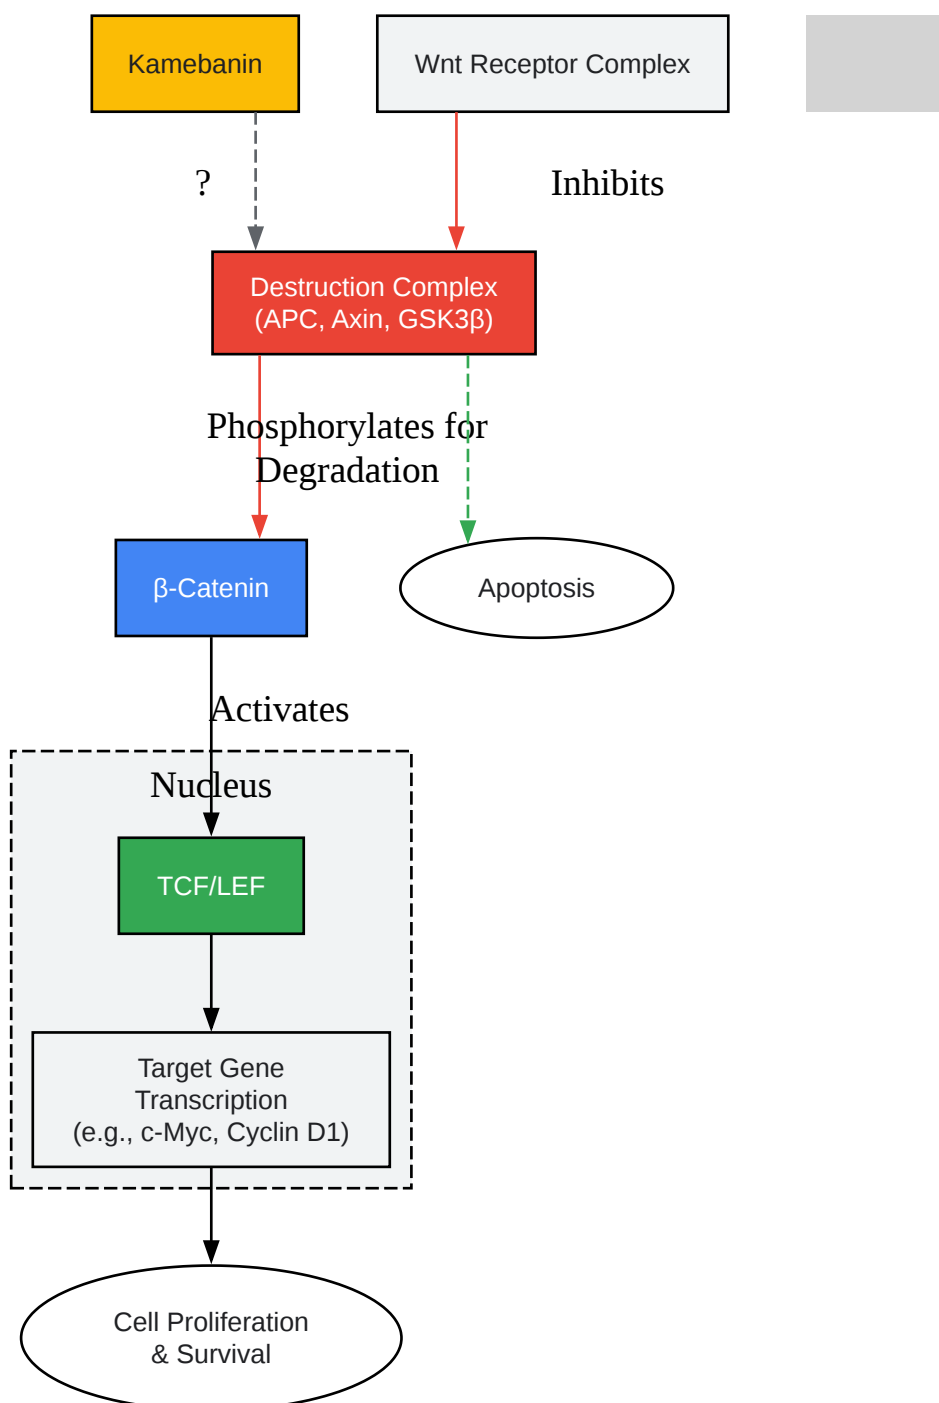 Kamebanin
Wnt Receptor Complex
?
Inhibits
Destruction Complex
(APC, Axin, GSK3β)
Phosphorylates for
Degradation
β-Catenin
Apoptosis
Activates
Nucleus
TCF/LEF
Target Gene
Transcription
(e.g., c-Myc, Cyclin D1)
Cell Proliferation
& Survival